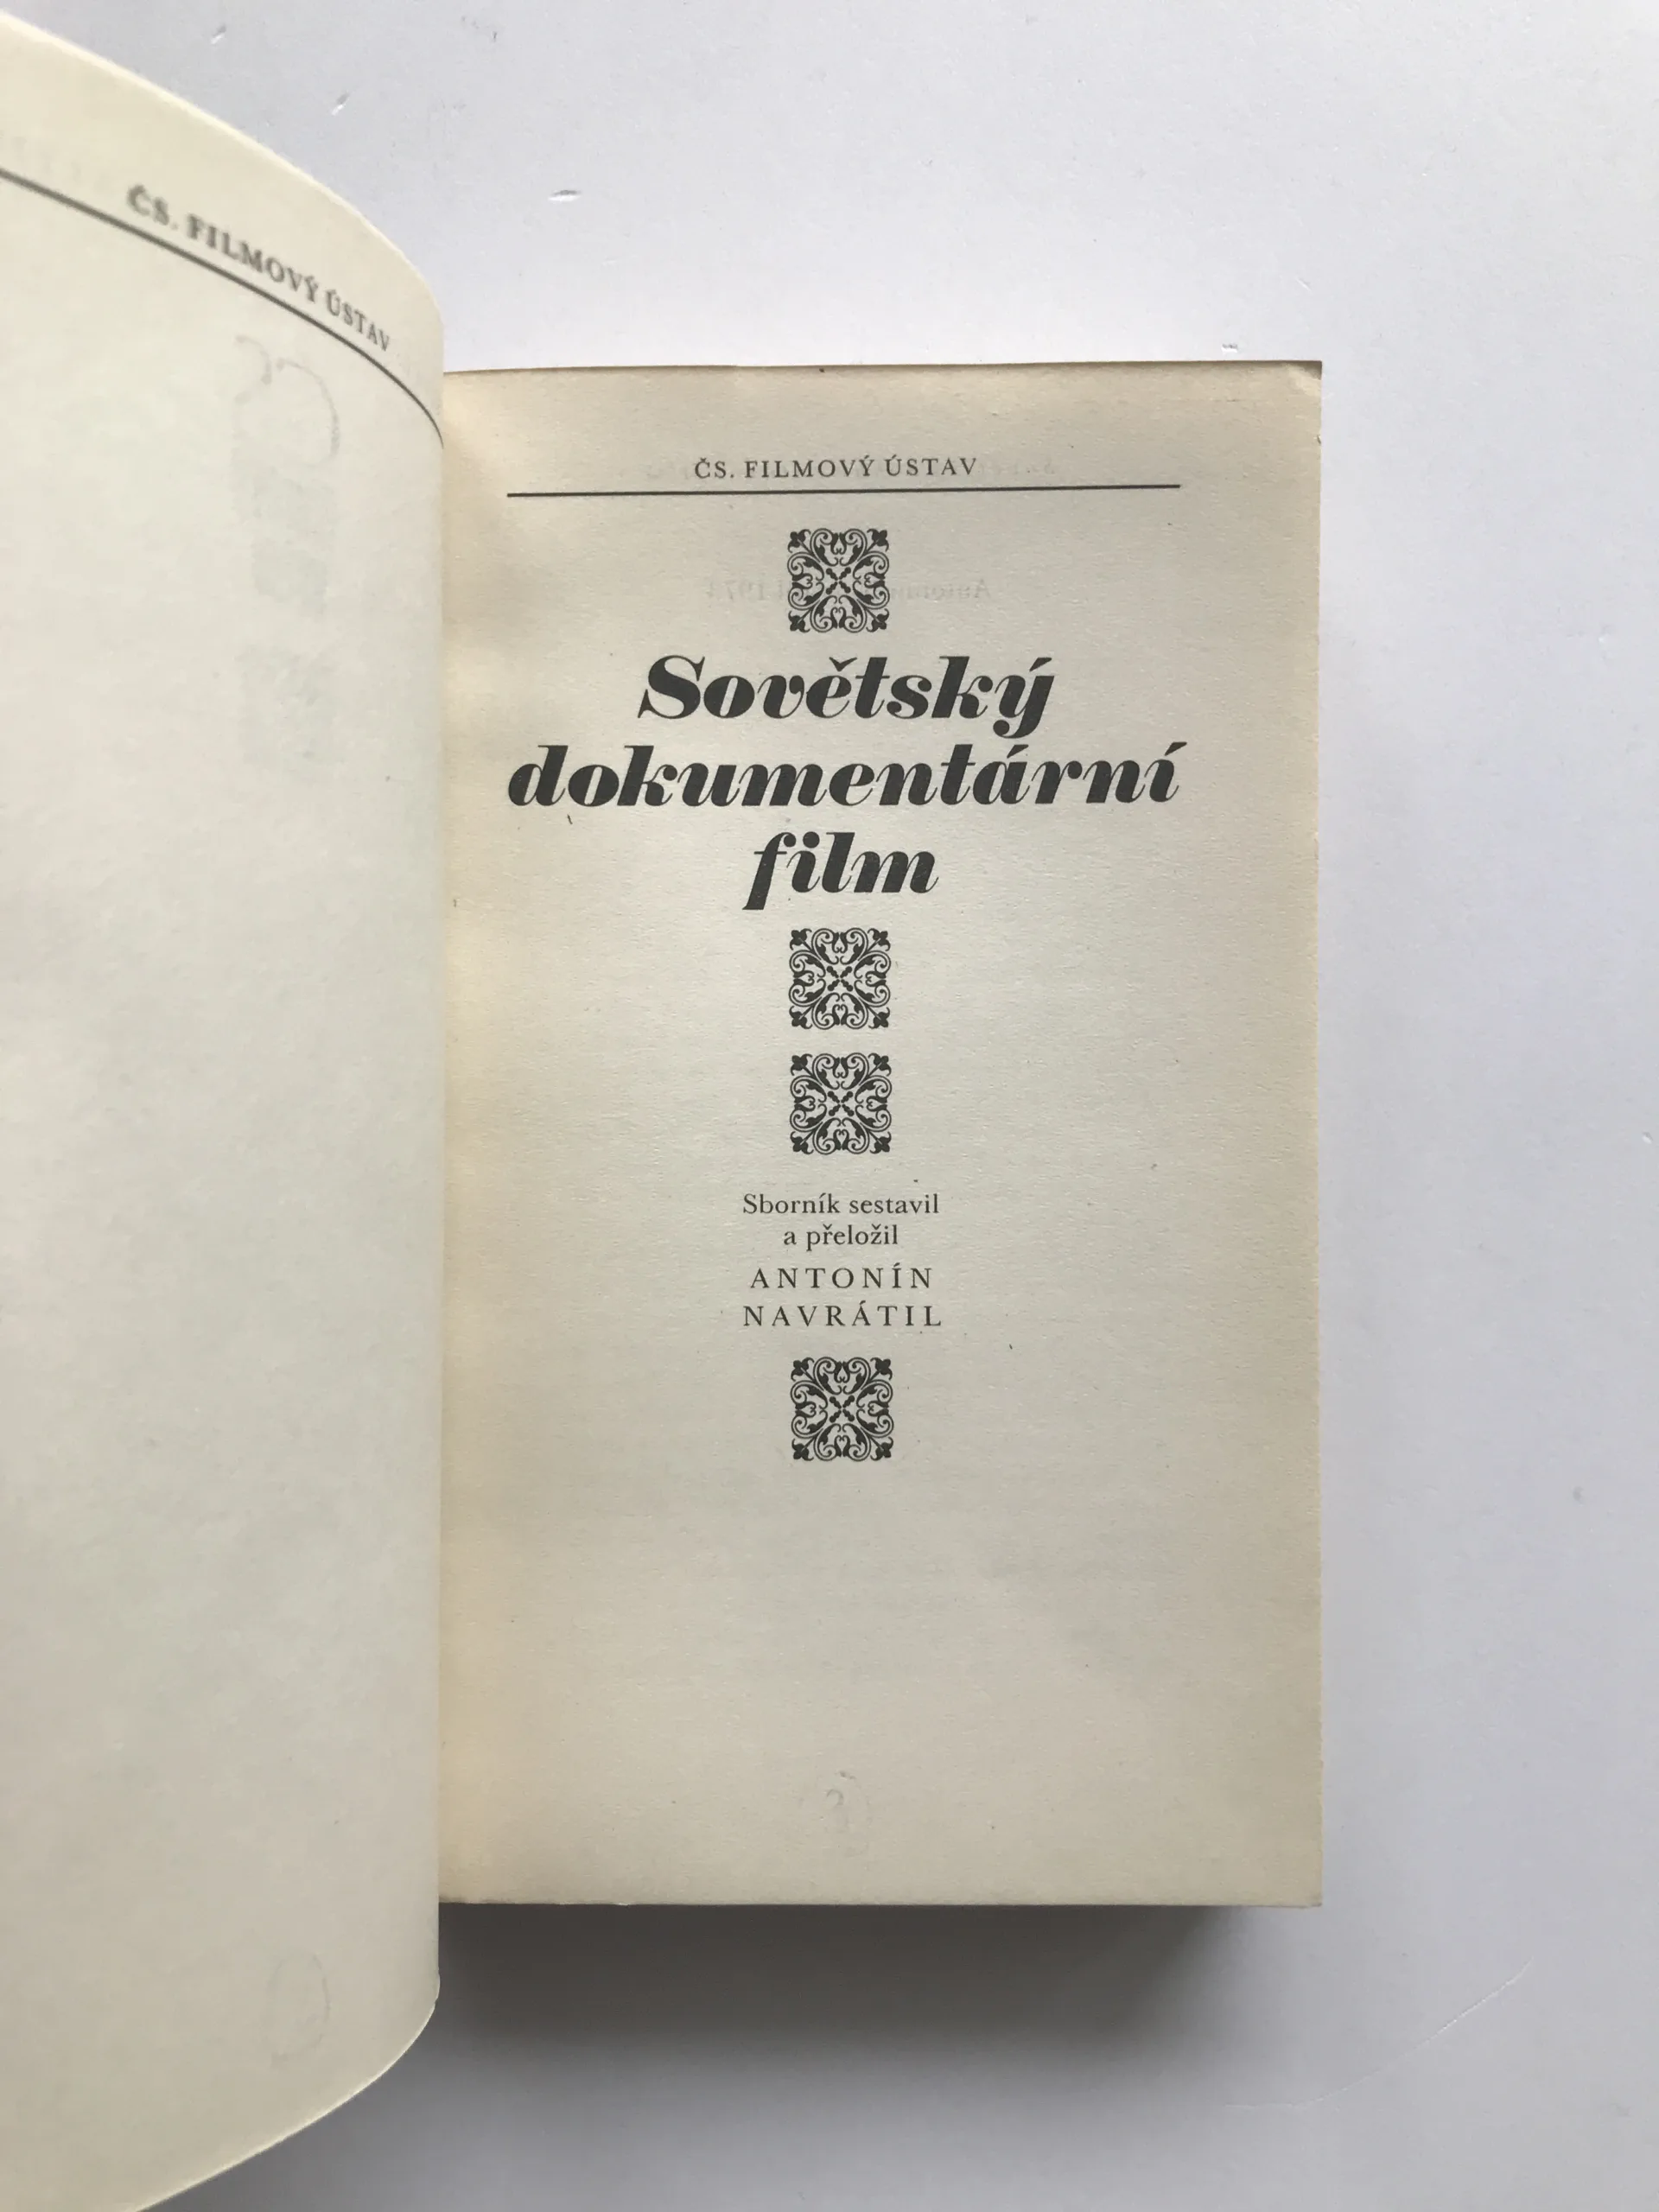 ČS. FILMOVÝ ÚSTAV
ČS. FILMOVÝ ÚSTAV
Sovětský
dokumentární
film
Sborník sestavil
a přeložil
ANTONÍN
NAVRÁTIL